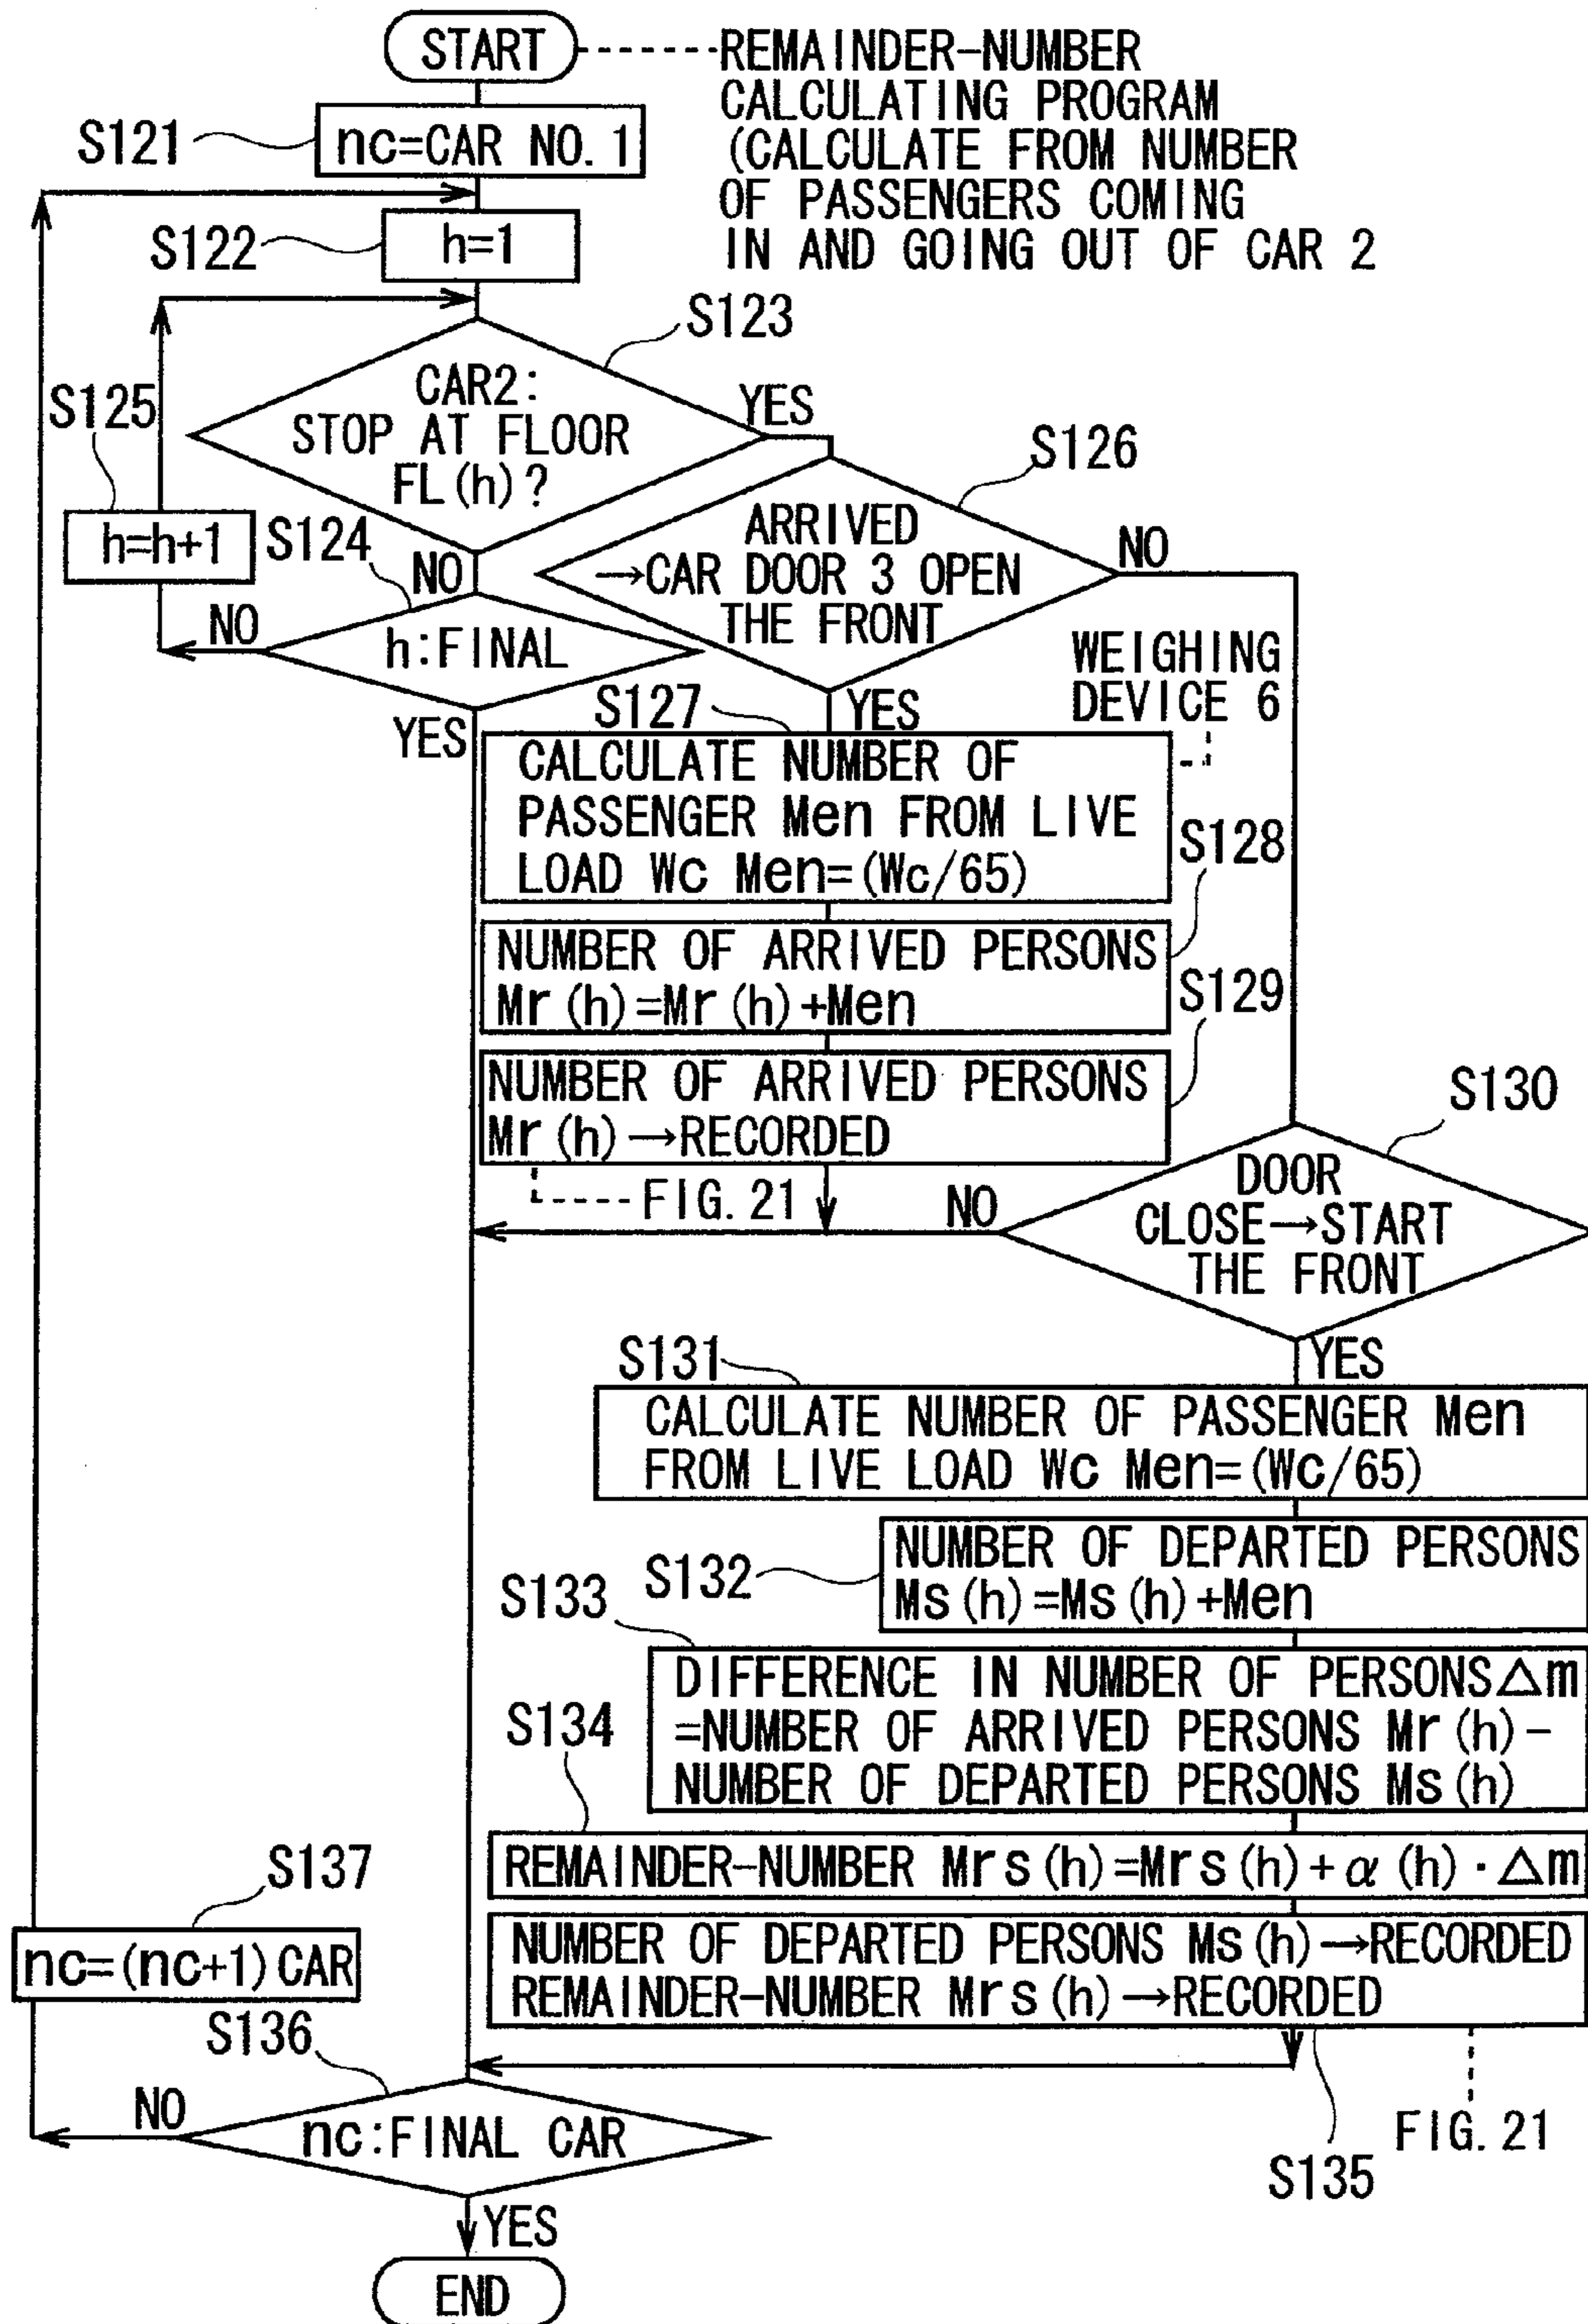 START
REMAINDER-NUMBER
CALCULATING PROGRAM
(CALCULATE FROM NUMBER
OF PASSENGERS COMING
IN AND GOING OUT OF CAR 2
S121
nc=CAR NO.1
S122
h=1
S123
CAR2:
STOP AT FLOOR
FL(h)?
YES
S125
h=h+1
S124
NO
NO
h:FINAL
YES
S126
ARRIVED
→CAR DOOR 3 OPEN
THE FRONT
NO
YES
WEIGHING
DEVICE 6
S127
CALCULATE NUMBER OF
PASSENGER Men FROM LIVE
LOAD Wc Men=(Wc/65)
S128
NUMBER OF ARRIVED PERSONS
Mr(h)=Mr(h)+Men
S129
NUMBER OF ARRIVED PERSONS
Mr(h)→RECORDED
FIG.21
S130
DOOR
CLOSE→START
THE FRONT
NO
YES
S131
CALCULATE NUMBER OF PASSENGER Men
FROM LIVE LOAD Wc Men=(Wc/65)
S132
NUMBER OF DEPARTED PERSONS
Ms(h)=Ms(h)+Men
S133
DIFFERENCE IN NUMBER OF PERSONS△m
=NUMBER OF ARRIVED PERSONS Mr(h)-
NUMBER OF DEPARTED PERSONS Ms(h)
S134
REMAINDER-NUMBER Mrs(h)=Mrs(h)+α(h)·△m
NUMBER OF DEPARTED PERSONS Ms(h)→RECORDED
REMAINDER-NUMBER Mrs(h)→RECORDED
S135
FIG.21
S137
nc=(nc+1)CAR
S136
NO
nc:FINAL CAR
YES
END